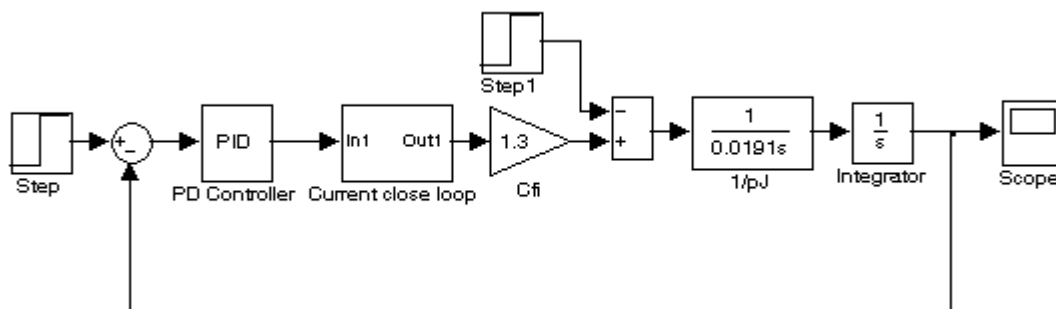 Step1
Step
+
−
PID
PD Controller
In1
Out1
Current close loop
1.3
Cfi
−
+
1
0.0191s
1/pJ
1
s
Integrator
Scope